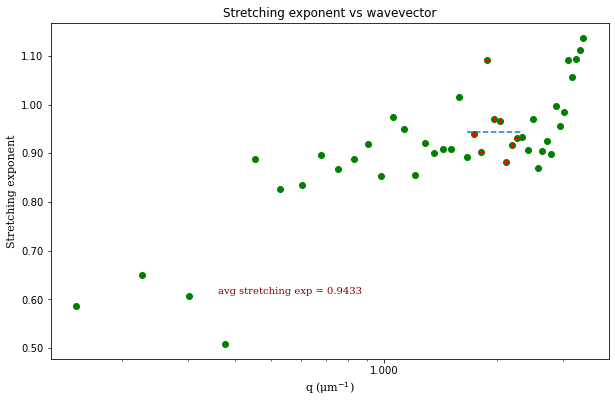 Stretching exponent vs wavevector
1.10
1.00
0.90
0.80
0.70
0.60
0.50
Stretching exponent
avg stretching exp = 0.9433
1.000
q (μm⁻¹)